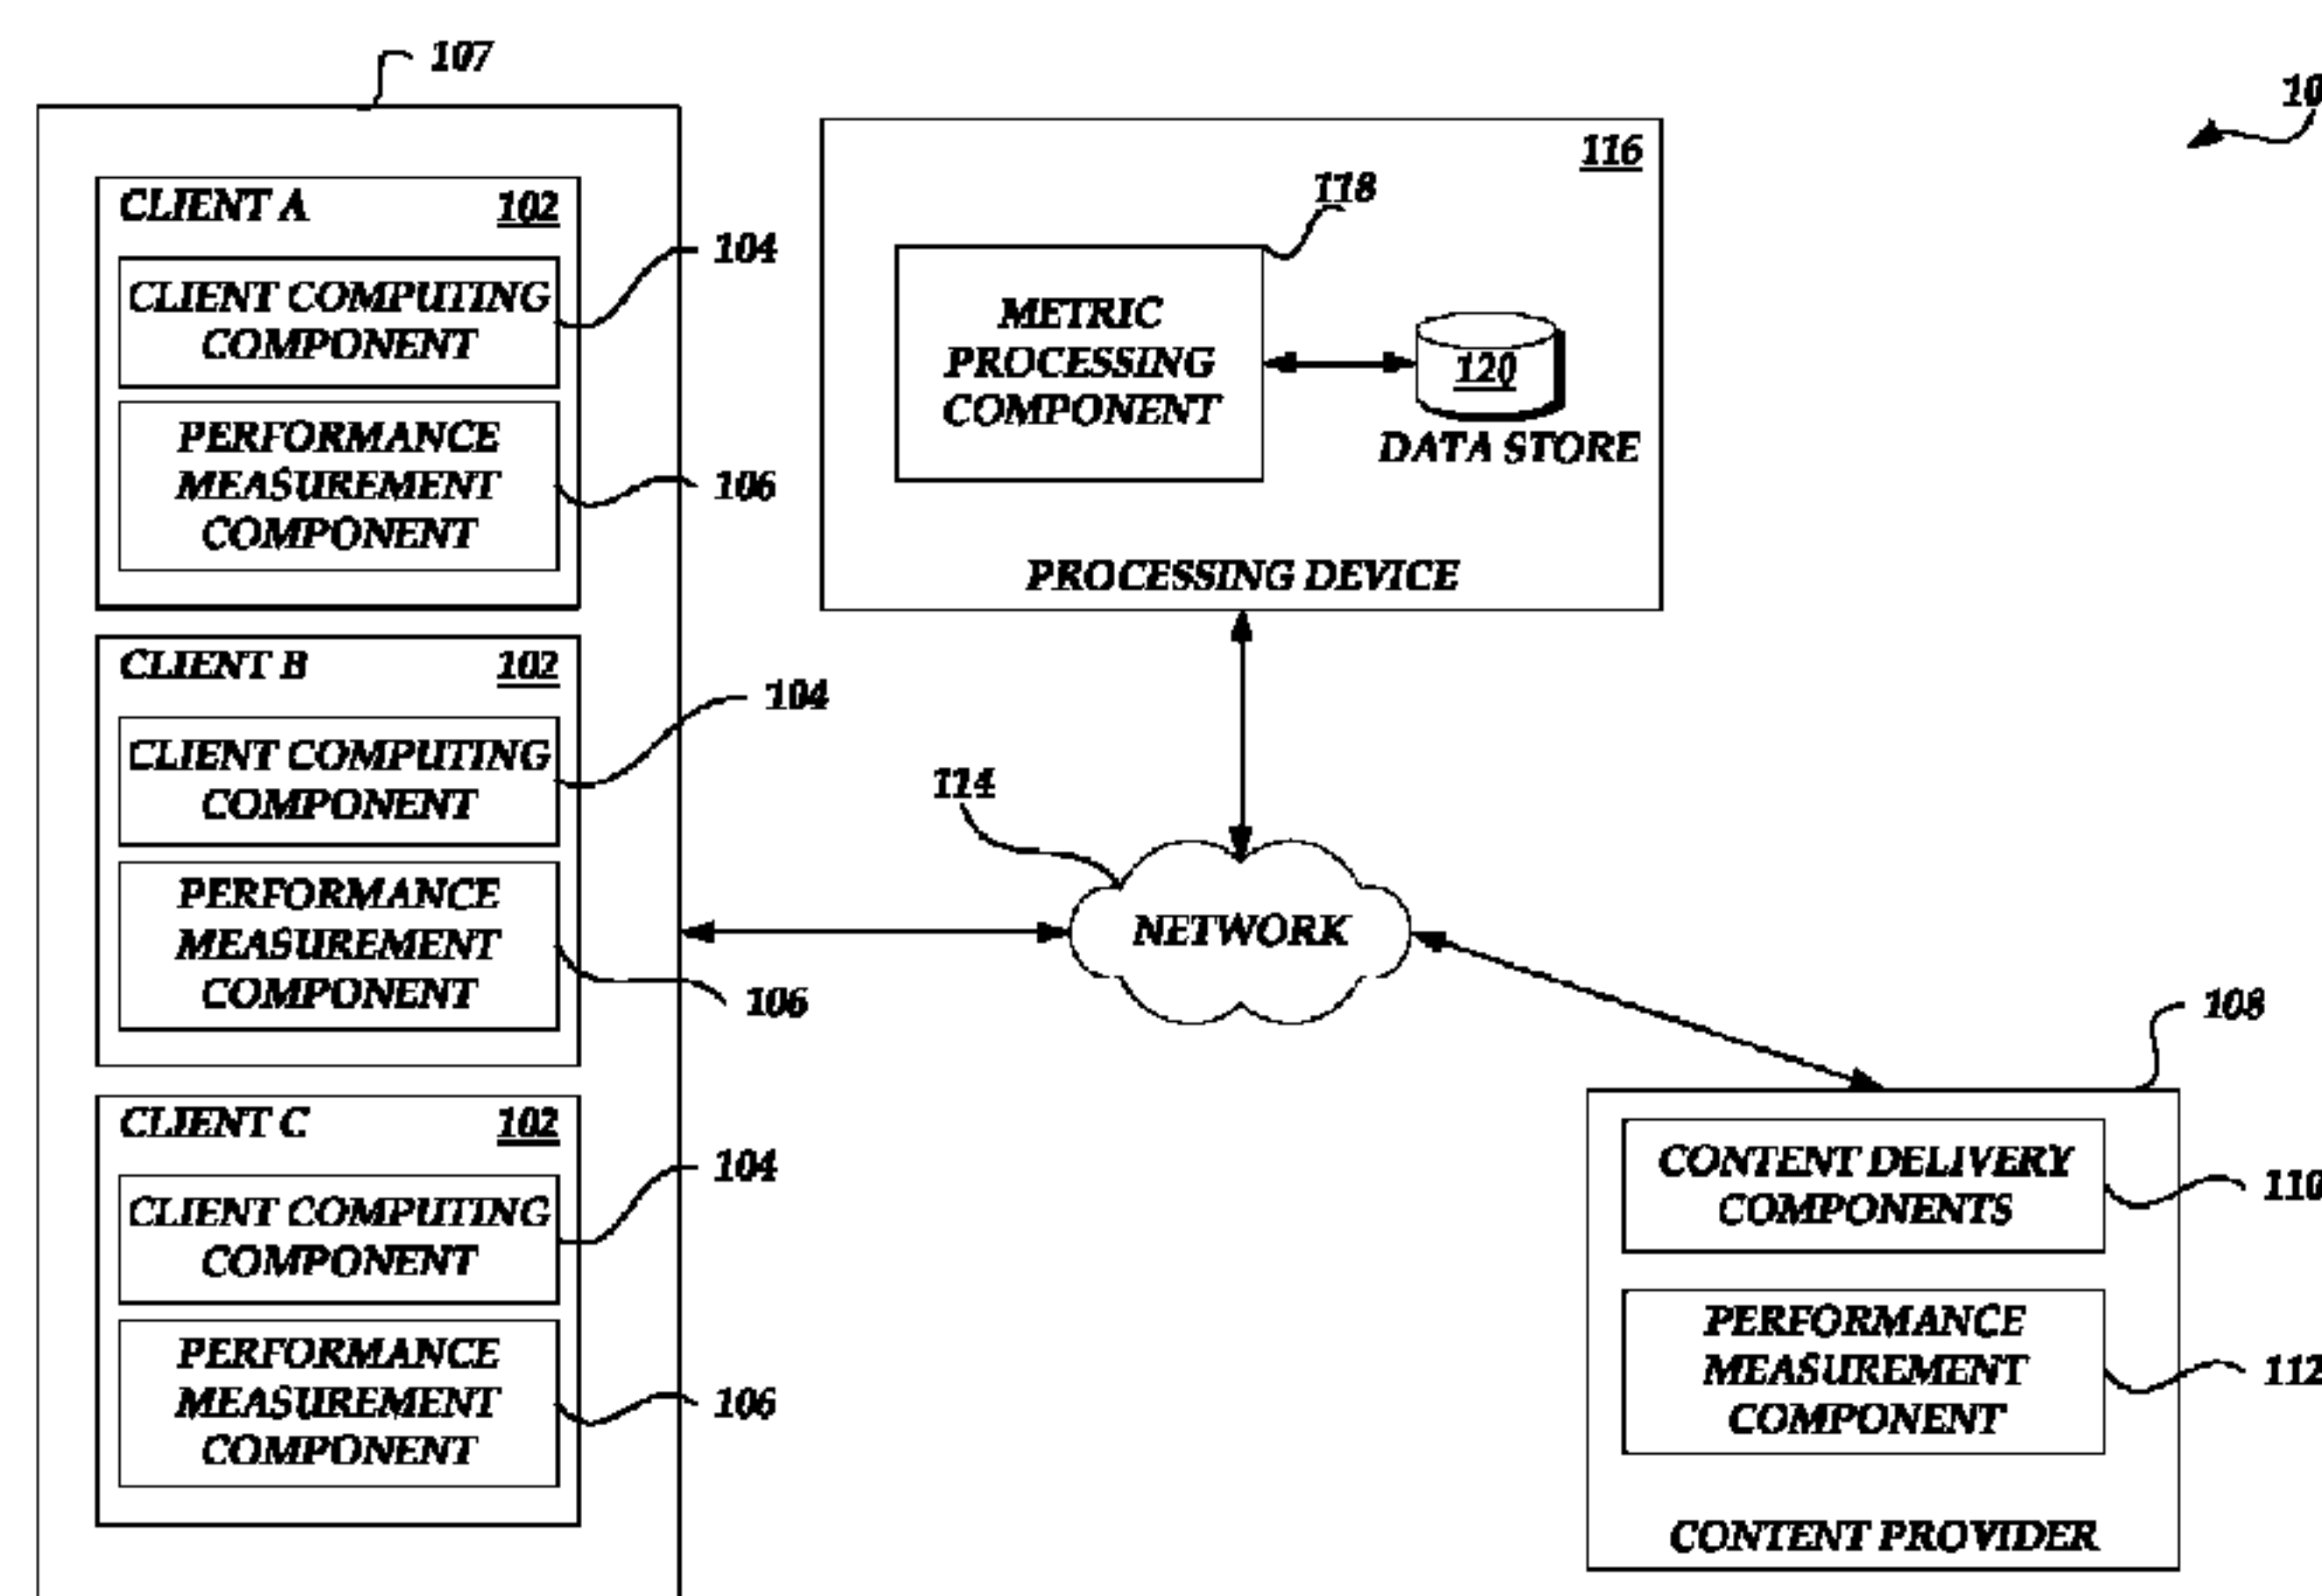 107
10
CLIENT A 102
CLIENT COMPUTING
COMPONENT
104
PERFORMANCE
MEASUREMENT
COMPONENT
106
CLIENT B 102
CLIENT COMPUTING
COMPONENT
104
PERFORMANCE
MEASUREMENT
COMPONENT
106
CLIENT C 102
CLIENT COMPUTING
COMPONENT
104
PERFORMANCE
MEASUREMENT
COMPONENT
106
116
118
METRIC
PROCESSING
COMPONENT
120
DATA STORE
PROCESSING DEVICE
114
NETWORK
108
CONTENT DELIVERY
COMPONENTS
110
PERFORMANCE
MEASUREMENT
COMPONENT
112
CONTENT PROVIDER